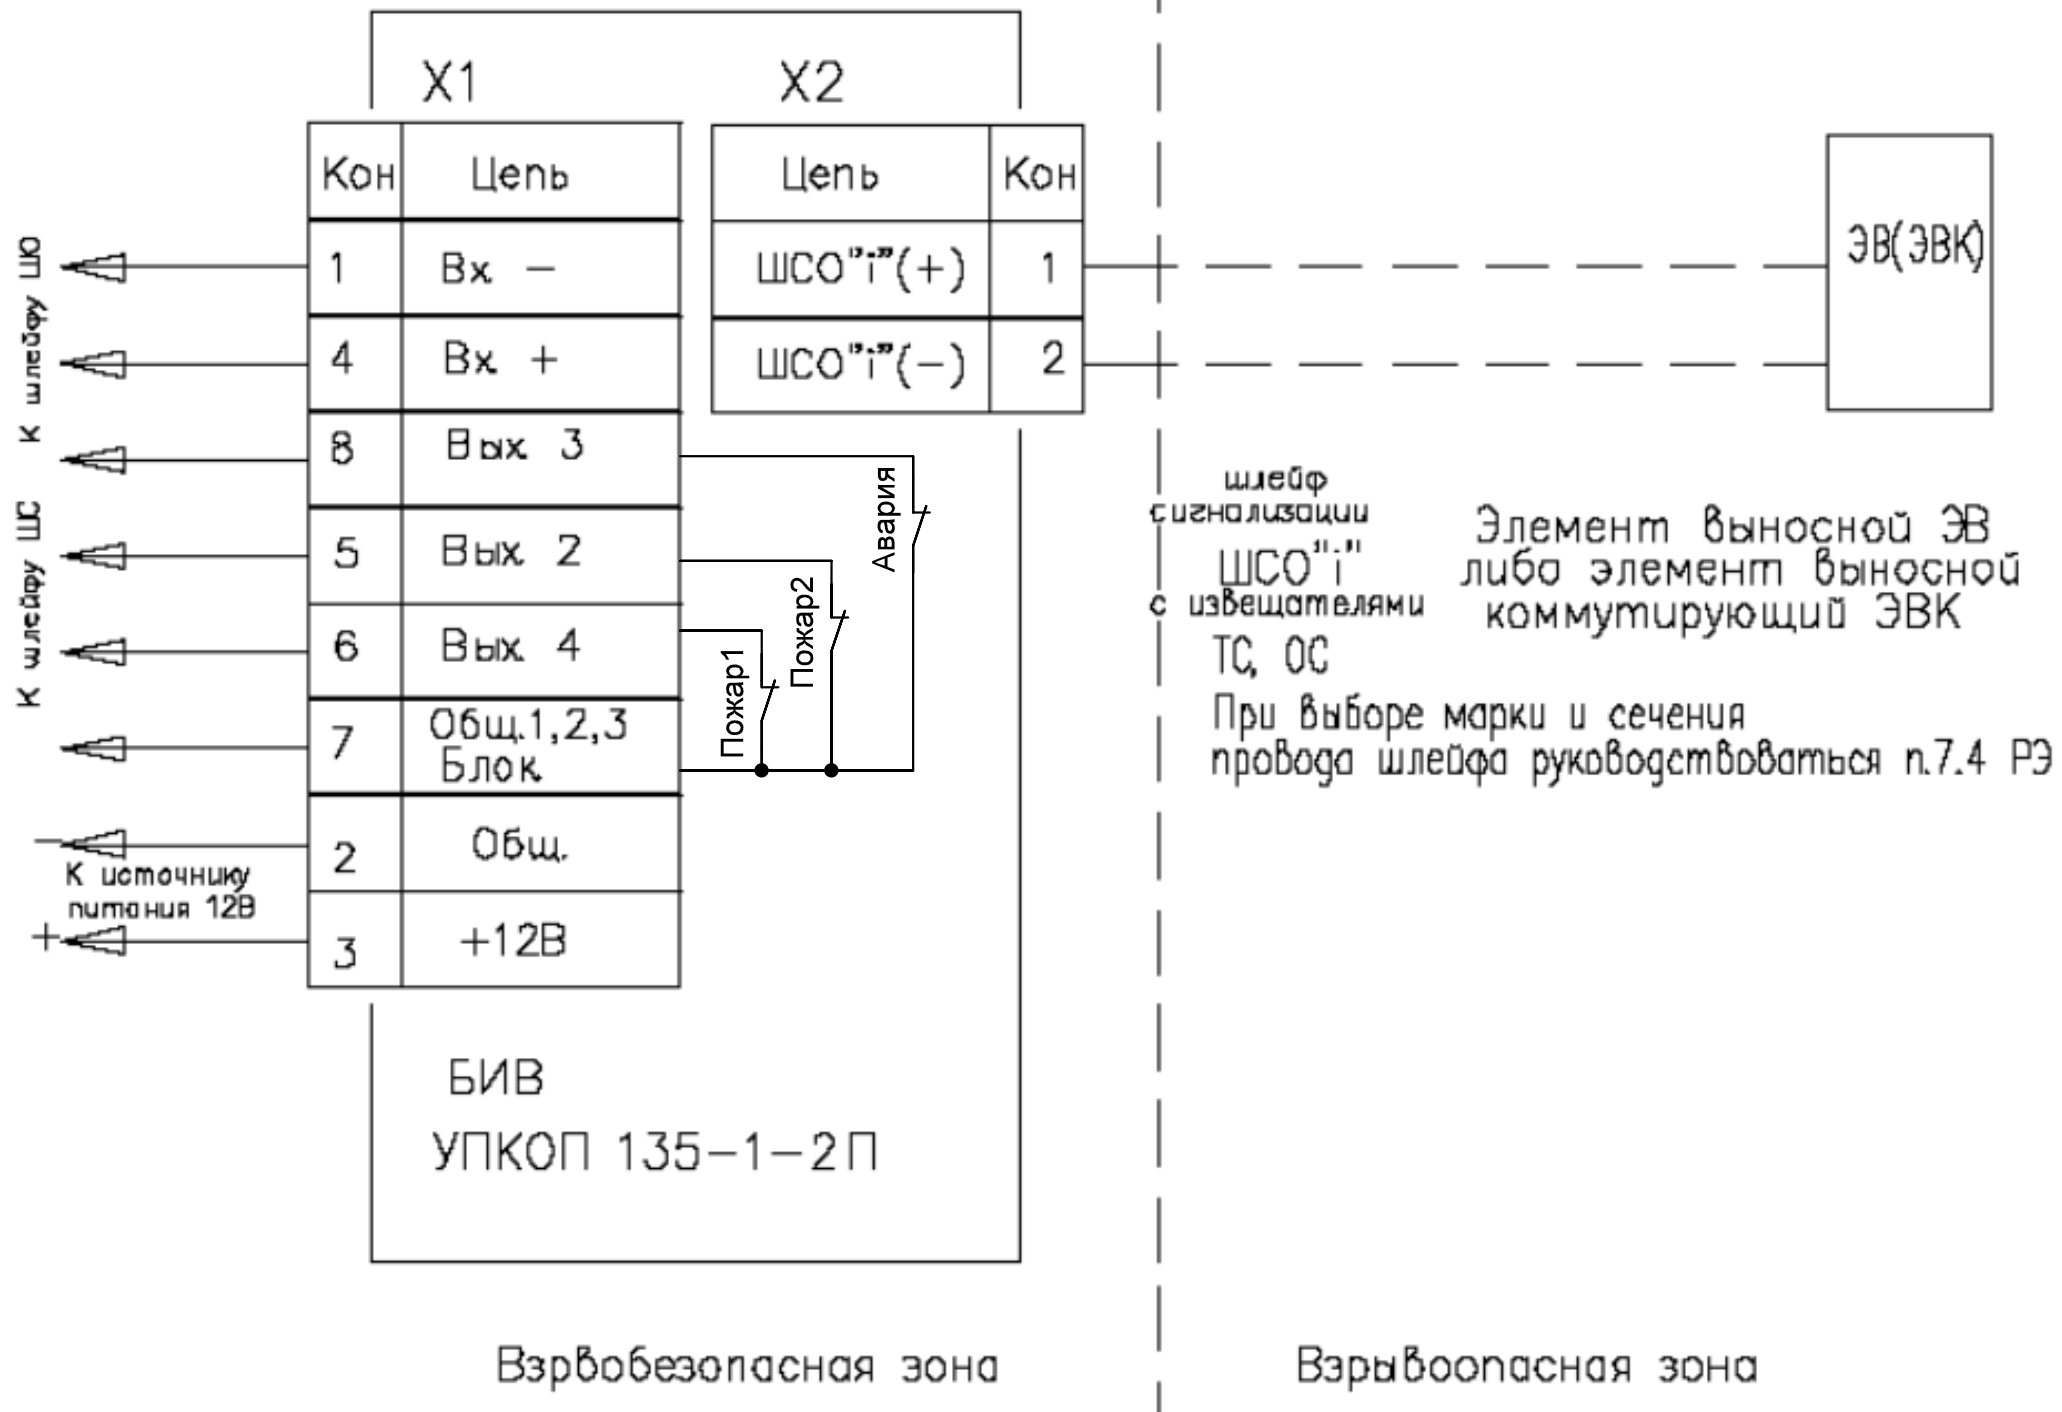 X1
X2
Кон Цепь
Цепь Кон
1 Вх –
4 Вх +
8 Вых 3
5 Вых 2
6 Вых 4
7 Общ.1,2,3
Блок
2 Общ.
3 +12В
ШСО"i"(+) 1
ШСО"i"(–) 2
ЭВ(ЭВК)
К шлейфу ШО
К шлейфу ШС
–
К источнику
питания 12В
+
Пожар1
Пожар2
Авария
шлейф
сигнализации
ШСО"i"
с извещателями
ТС, ОС
Элемент выносной ЭВ
либо элемент выносной
коммутирующий ЭВК
При выборе марки и сечения
провода шлейфа руководствоваться п.7.4 РЭ
БИВ
УПКОП 135–1–2П
Взрвобезопасная зона
Взрывоопасная зона